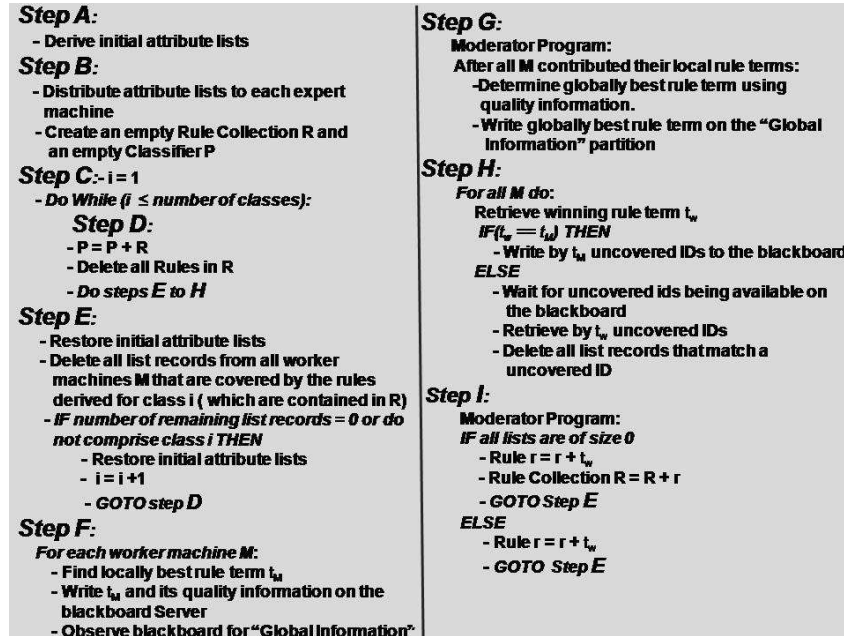 Step A:
- Derive initial attribute lists
Step B:
- Distribute attribute lists to each expert
machine
- Create an empty Rule Collection R and
an empty Classifier P
Step C:- i = 1
- Do While (i ≤ number of classes):
Step D:
- P = P + R
- Delete all Rules in R
- Do steps E to H
Step E:
- Restore initial attribute lists
- Delete all list records from all worker
machines M that are covered by the rules
derived for class i ( which are contained in R)
- IF number of remaining list records = 0 or do
not comprise class i THEN
- Restore initial attribute lists
- i = i +1
- GOTO step D
Step F:
For each worker machine M:
- Find locally best rule term tM
- Write tM and its quality information on the
blackboard Server
- Observe blackboard for "Global Information"
Step G:
Moderator Program:
After all M contributed their local rule terms:
-Determine globally best rule term using
quality information.
- Write globally best rule term on the "Global
Information" partition
Step H:
For all M do:
Retrieve winning rule term tw
IF(tw == tM) THEN
- Write by tM uncovered IDs to the blackboard
ELSE
- Wait for uncovered ids being available on
the blackboard
- Retrieve by tw uncovered IDs
- Delete all list records that match a
uncovered ID
Step I:
Moderator Program:
IF all lists are of size 0
- Rule r = r + tw
- Rule Collection R = R + r
- GOTO Step E
ELSE
- Rule r = r + tw
- GOTO Step E